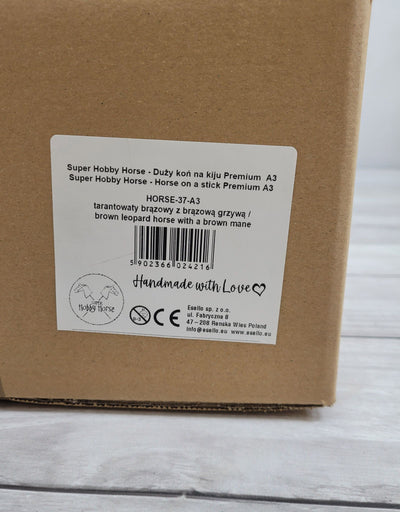 Super Hobby Horse - Duży koń na kiju Premium A3
Super Hobby Horse - Horse on a stick Premium A3
HORSE-37-A3
tarantowaty brązowy z brązową grzywą /
brown leopard horse with a brown mane
5 902366 024216
Handmade with Love
Super
Hobby Horse
0-3
CE
Esello sp. z o.o.
ul. Fabryczna 8
47-208 Reńska Wieś Poland
info@esello.eu www.esello.eu